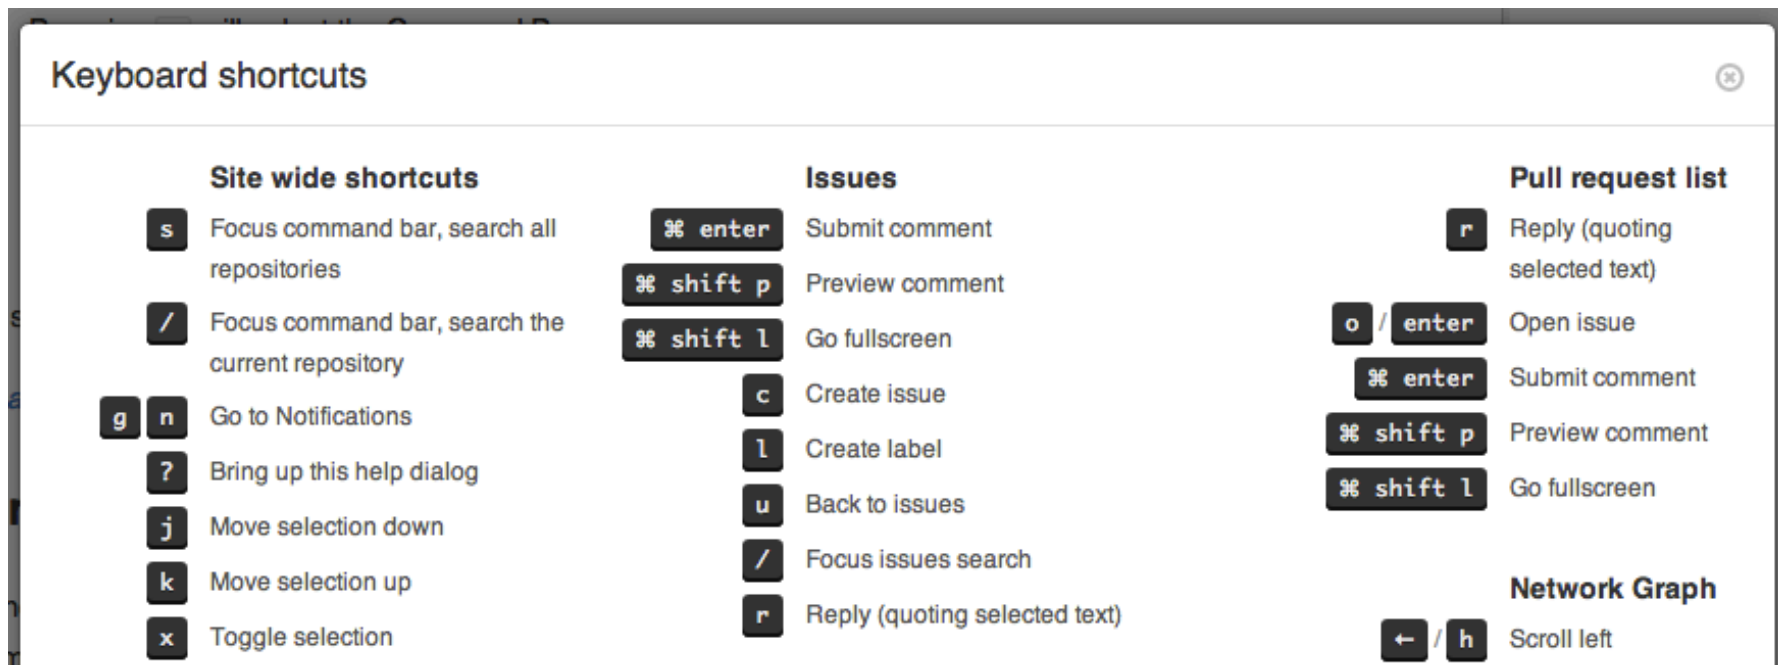 Keyboard shortcuts
Site wide shortcuts
s Focus command bar, search all
repositories
/ Focus command bar, search the
current repository
g n Go to Notifications
? Bring up this help dialog
j Move selection down
k Move selection up
x Toggle selection
Issues
⌘ enter Submit comment
⌘ shift p Preview comment
⌘ shift l Go fullscreen
c Create issue
l Create label
u Back to issues
/ Focus issues search
r Reply (quoting selected text)
Pull request list
r Reply (quoting
selected text)
o / enter Open issue
⌘ enter Submit comment
⌘ shift p Preview comment
⌘ shift l Go fullscreen
Network Graph
← / h Scroll left